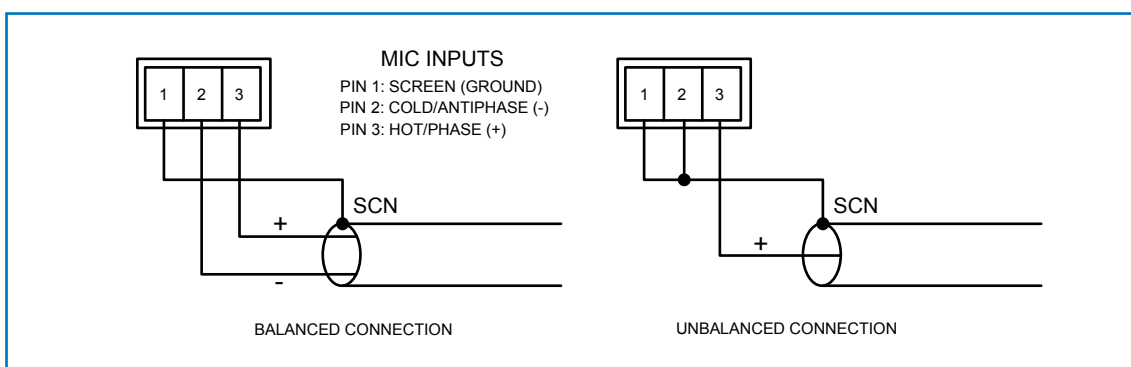 MIC INPUTS
PIN 1: SCREEN (GROUND)
PIN 2: COLD/ANTIPHASE (-)
PIN 3: HOT/PHASE (+)
1 2 3
SCN
+
-
BALANCED CONNECTION
1 2 3
SCN
+
UNBALANCED CONNECTION